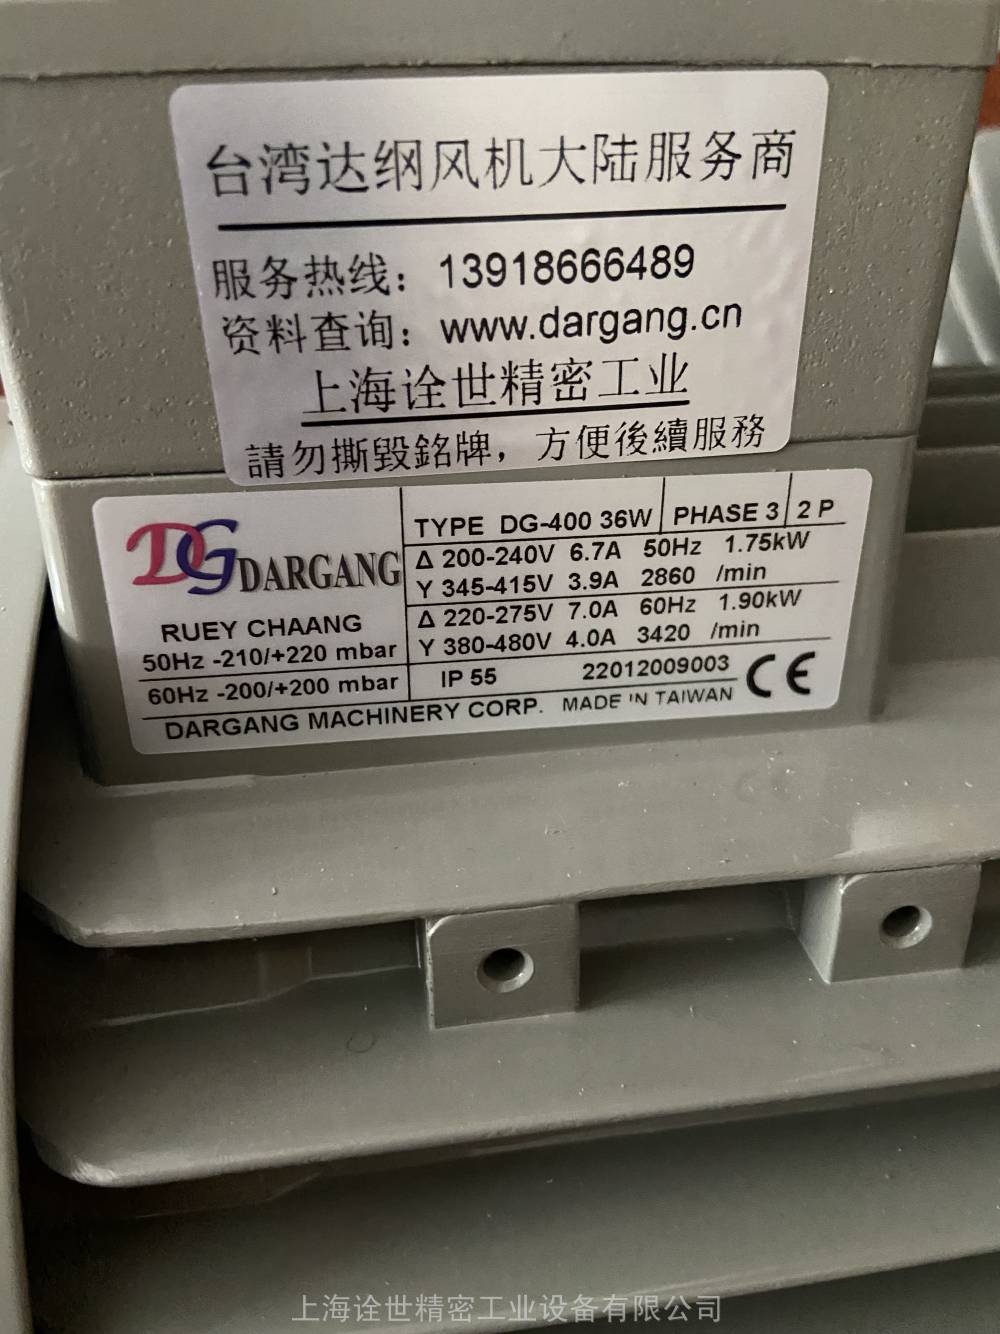 台湾达纲风机大陆服务商
服务热线：13918666489
资料查询：www.dargang.cn
上海诠世精密工业
請勿撕毀銘牌，方便後續服務
DG DARGANG
RUEY CHAANG
50Hz -210/+220 mbar
60Hz -200/+200 mbar
TYPE DG-400 36W PHASE 3 2 P
Δ 200-240V 6.7A 50Hz 1.75kW
Y 345-415V 3.9A 2860 /min
Δ 220-275V 7.0A 60Hz 1.90kW
Y 380-480V 4.0A 3420 /min
IP 55 22012009003 CE
DARGANG MACHINERY CORP. MADE IN TAIWAN
上海诠世精密工业设备有限公司